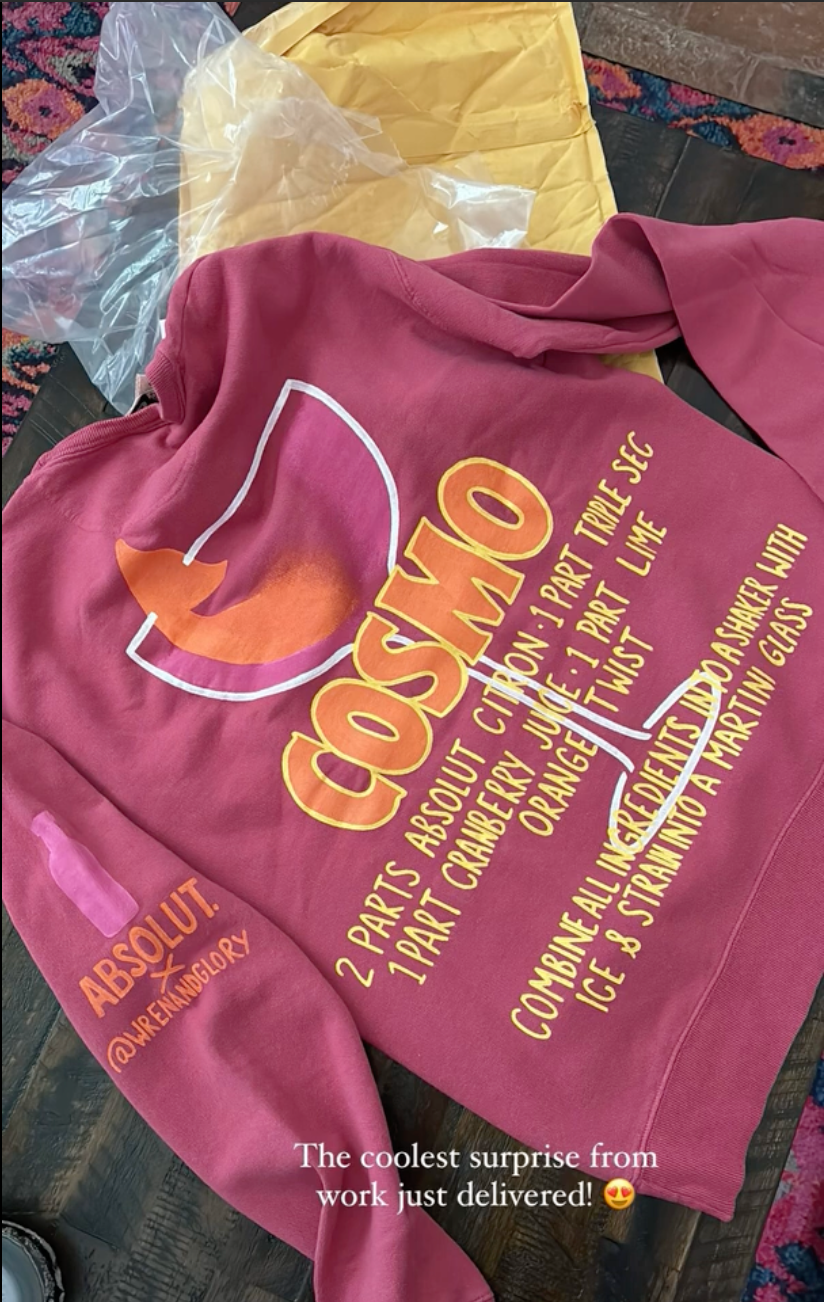 COSMO
2 PARTS ABSOLUT CITRON · 1 PART TRIPLE SEC
1 PART CRANBERRY JUICE · 1 PART LIME
ORANGE TWIST
COMBINE ALL INGREDIENTS INTO A SHAKER WITH
ICE & STRAIN INTO A MARTINI GLASS
ABSOLUT.
X
@WRENANDGLORY
The coolest surprise from
work just delivered! 😍